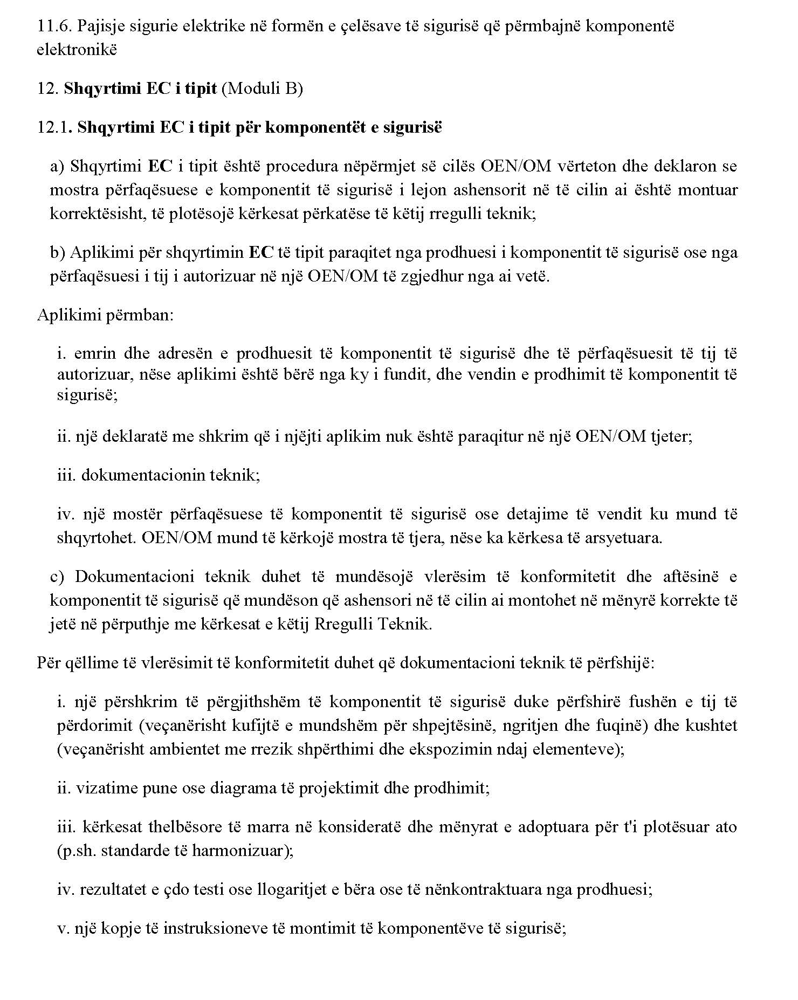 11.6. Pajisje sigurie elektrike në formën e çelësave të sigurisë që përmbajnë komponentë
elektronikë
12. Shqyrtimi EC i tipit (Moduli B)
12.1. Shqyrtimi EC i tipit për komponentët e sigurisë
a) Shqyrtimi EC i tipit është procedura nëpërmjet së cilës OEN/OM vërteton dhe deklaron se
mostra përfaqësuese e komponentit të sigurisë i lejon ashensorit në të cilin ai është montuar
korrektësisht, të plotësojë kërkesat përkatëse të këtij rregulli teknik;
b) Aplikimi për shqyrtimin EC të tipit paraqitet nga prodhuesi i komponentit të sigurisë ose nga
përfaqësuesi i tij i autorizuar në një OEN/OM të zgjedhur nga ai vetë.
Aplikimi përmban:
i. emrin dhe adresën e prodhuesit të komponentit të sigurisë dhe të përfaqësuesit të tij të
autorizuar, nëse aplikimi është bërë nga ky i fundit, dhe vendin e prodhimit të komponentit të
sigurisë;
ii. një deklaratë me shkrim që i njëjti aplikim nuk është paraqitur në një OEN/OM tjeter;
iii. dokumentacionin teknik;
iv. një mostër përfaqësuese të komponentit të sigurisë ose detajime të vendit ku mund të
shqyrtohet. OEN/OM mund të kërkojë mostra të tjera, nëse ka kërkesa të arsyetuara.
c) Dokumentacioni teknik duhet të mundësojë vlerësim të konformitetit dhe aftësinë e
komponentit të sigurisë që mundëson që ashensori në të cilin ai montohet në mënyrë korrekte të
jetë në përputhje me kërkesat e këtij Rregulli Teknik.
Për qëllime të vlerësimit të konformitetit duhet që dokumentacioni teknik të përfshijë:
i. një përshkrim të përgjithshëm të komponentit të sigurisë duke përfshirë fushën e tij të
përdorimit (veçanërisht kufijtë e mundshëm për shpejtësinë, ngritjen dhe fuqinë) dhe kushtet
(veçanërisht ambientet me rrezik shpërthimi dhe ekspozimin ndaj elementeve);
ii. vizatime pune ose diagrama të projektimit dhe prodhimit;
iii. kërkesat thelbësore të marra në konsideratë dhe mënyrat e adoptuara për t'i plotësuar ato
(p.sh. standarde të harmonizuar);
iv. rezultatet e çdo testi ose llogaritjet e bëra ose të nënkontraktuara nga prodhuesi;
v. një kopje të instruksioneve të montimit të komponentëve të sigurisë;